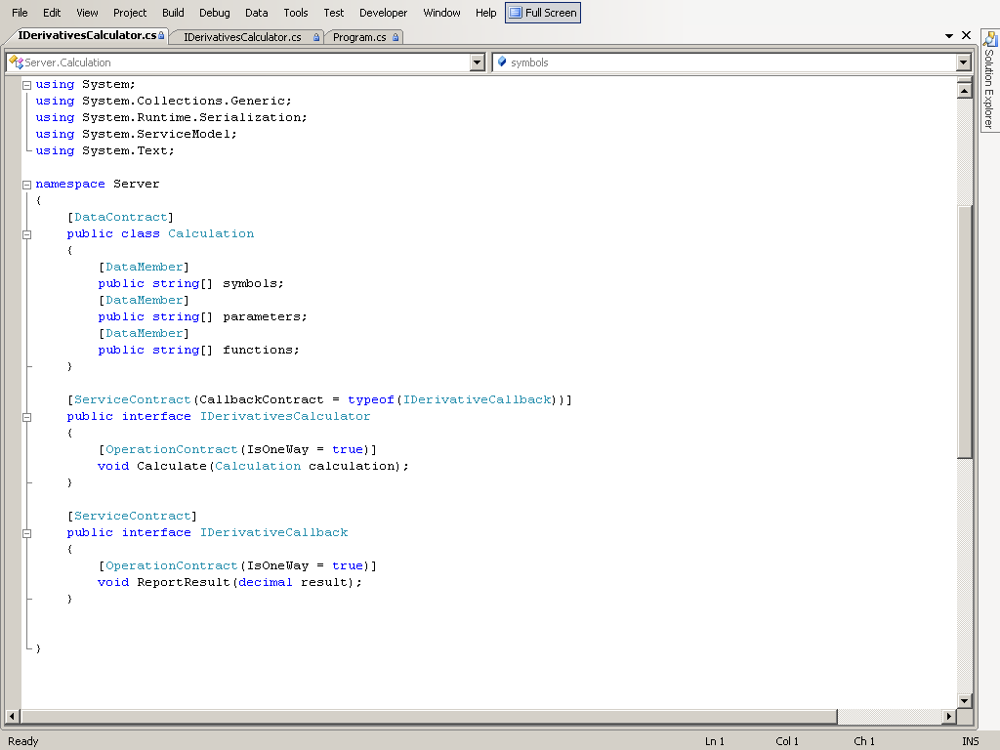 File Edit View Project Build Debug Data Tools Test Developer Window Help Full Screen
IDerivativesCalculator.cs IDerivativesCalculator.cs Program.cs
Server.Calculation symbols
Solution Explorer
using System;
using System.Collections.Generic;
using System.Runtime.Serialization;
using System.ServiceModel;
using System.Text;
namespace Server
{
[DataContract]
public class Calculation
{
[DataMember]
public string[] symbols;
[DataMember]
public string[] parameters;
[DataMember]
public string[] functions;
}
[ServiceContract(CallbackContract = typeof(IDerivativeCallback))]
public interface IDerivativesCalculator
{
[OperationContract(IsOneWay = true)]
void Calculate(Calculation calculation);
}
[ServiceContract]
public interface IDerivativeCallback
{
[OperationContract(IsOneWay = true)]
void ReportResult(decimal result);
}
}
Ready Ln 1 Col 1 Ch 1 INS